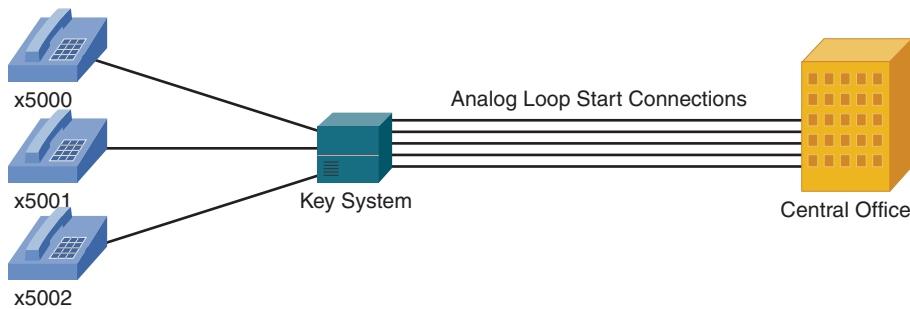 x5000
Analog Loop Start Connections
x5001
Key System
Central Office
x5002